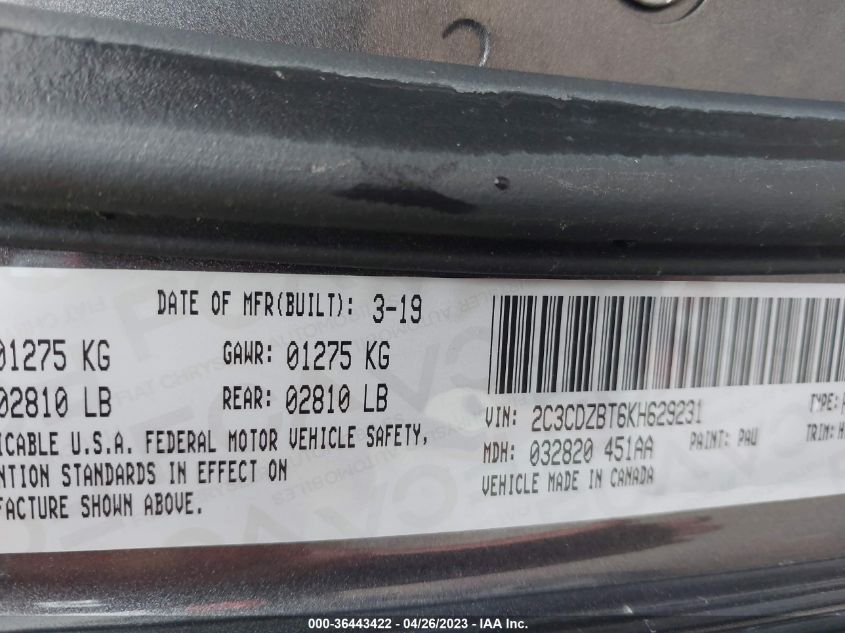 DATE OF MFR(BUILT): 3-19
01275 KG GAWR: 01275 KG
02810 LB REAR: 02810 LB
ICABLE U.S.A. FEDERAL MOTOR VEHICLE SAFETY,
NTION STANDARDS IN EFFECT ON
FACTURE SHOWN ABOVE.
VIN: 2C3CDZBT6KH629231 TYPE:
MDH: 032820 451AA PAINT: PAU TRIM:
VEHICLE MADE IN CANADA
000-36443422 - 04/26/2023 - IAA Inc.